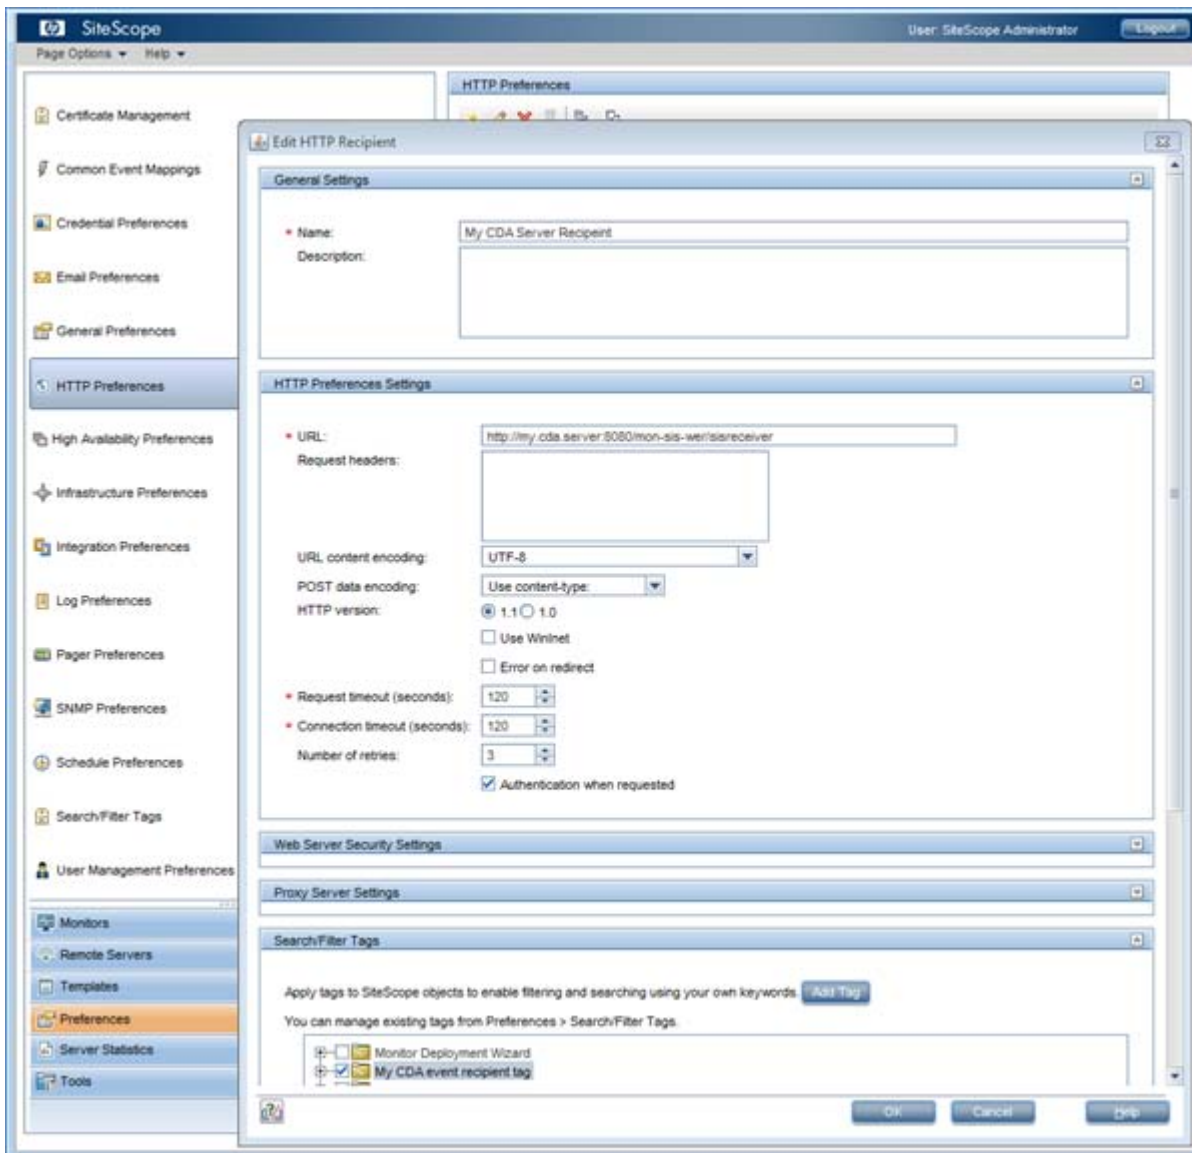 hp SiteScope User: SiteScope Administrator Logout
Page Options Help
HTTP Preferences
Certificate Management
Common Event Mappings
Credential Preferences
Email Preferences
General Preferences
HTTP Preferences
High Availability Preferences
Infrastructure Preferences
Integration Preferences
Log Preferences
Pager Preferences
SNMP Preferences
Schedule Preferences
Search/Filter Tags
User Management Preferences
Monitors
Remote Servers
Templates
Preferences
Server Statistics
Tools
Edit HTTP Recipient
General Settings
* Name: My CDA Server Recipeint
Description:
HTTP Preferences Settings
* URL: http://my.cda.server:8080/mon-sis-wer/sisreceiver
Request headers:
URL content encoding: UTF-8
POST data encoding: Use content-type:
HTTP version: 1.1 1.0
Use WinInet
Error on redirect
* Request timeout (seconds): 120
* Connection timeout (seconds): 120
Number of retries: 3
Authentication when requested
Web Server Security Settings
Proxy Server Settings
Search/Filter Tags
Apply tags to SiteScope objects to enable filtering and searching using your own keywords. Add Tag
You can manage existing tags from Preferences > Search/Filter Tags.
Monitor Deployment Wizard
My CDA event recipient tag
OK Cancel Help